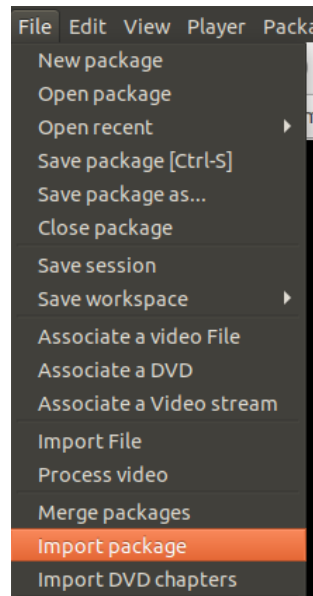 File Edit View Player Packa
New package
Open package
Open recent
Save package [Ctrl-S]
Save package as...
Close package
Save session
Save workspace
Associate a video File
Associate a DVD
Associate a Video stream
Import File
Process video
Merge packages
Import package
Import DVD chapters